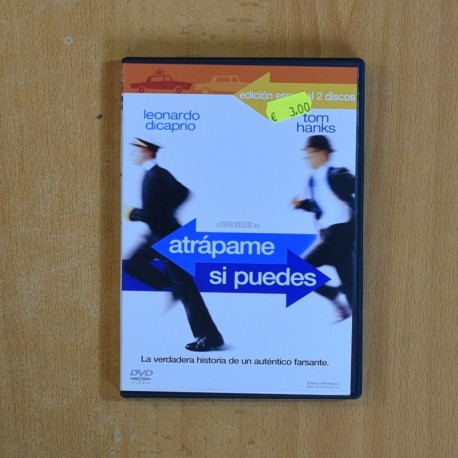 edición especial 2 discos
€ 3,00
leonardo
dicaprio
tom
hanks
atrápame
si puedes
La verdadera historia de un auténtico farsante.
DVD
VIDEO